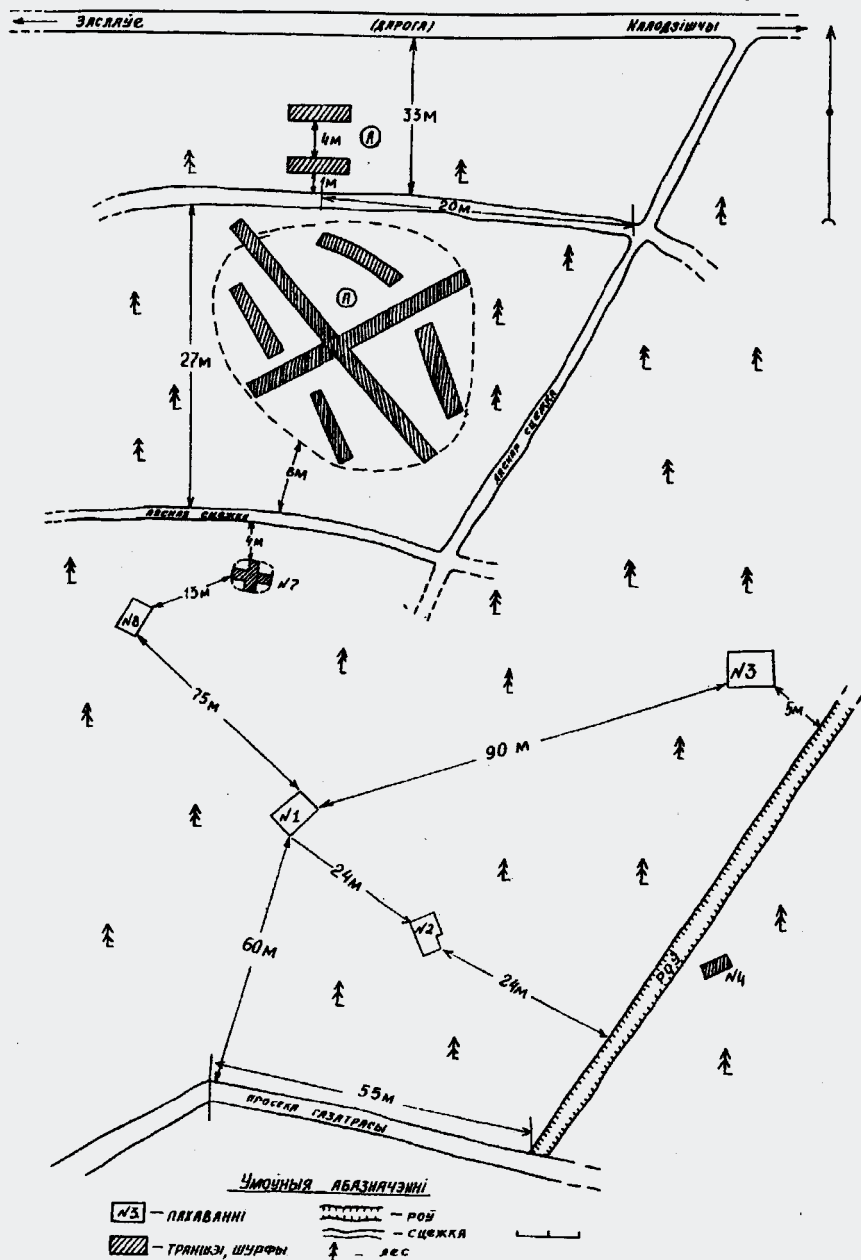 ЗАСЛАЎЕ (ДАРОГА) КАЛОДЗІШЧЫ
33м
4м
А
1м
20м
А
27м
ЛЯСНАЯ СЦЕЖКА
8м
ЛЯСНАЯ СЦЕЖКА
4м
N7
13м
N8
N3
75м
5м
90 м
N1
24м
N2
60м
РОЎ
N4
24м
55м
ПРОСЕКА ГАЗАТРАСЫ
УМОЎНЫЯ АБАЗНАЧЭННІ
N3 - ПАХАВАННІ
- РОЎ
- СЦЕЖКА
- ТРАНШЭІ, ШУРФЫ
- ЛЕС